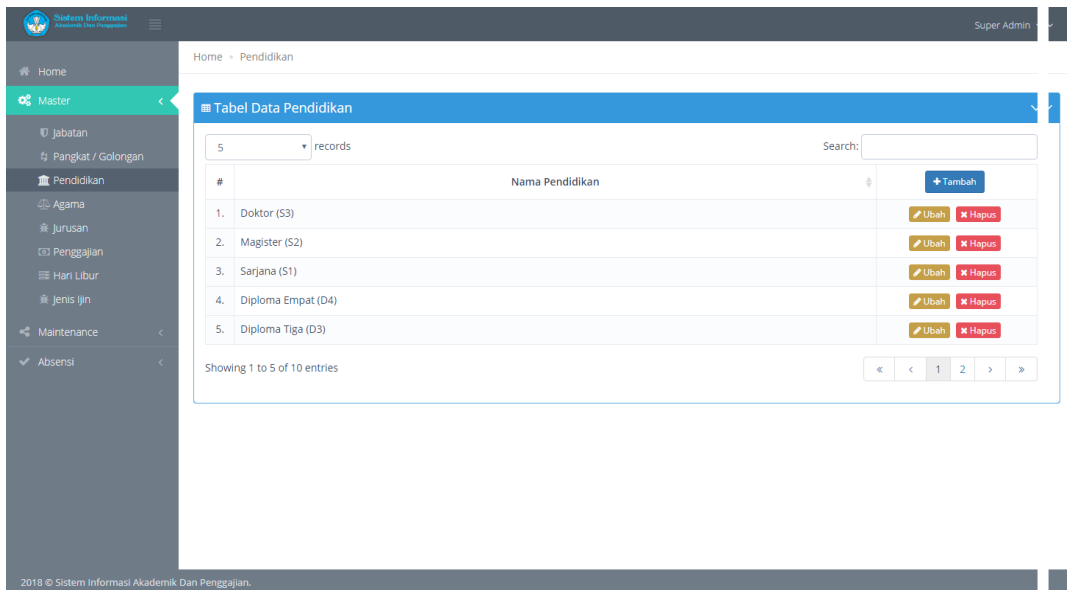 Sistem Informasi
Akademik Dan Penggajian
Super Admin
Home
Master
Jabatan
Pangkat / Golongan
Pendidikan
Agama
Jurusan
Penggajian
Hari Libur
Jenis Ijin
Maintenance
Absensi
Home Pendidikan
Tabel Data Pendidikan
5 records Search:
# Nama Pendidikan Tambah
1. Doktor (S3) Ubah Hapus
2. Magister (S2) Ubah Hapus
3. Sarjana (S1) Ubah Hapus
4. Diploma Empat (D4) Ubah Hapus
5. Diploma Tiga (D3) Ubah Hapus
Showing 1 to 5 of 10 entries « < 1 2 > »
2018 © Sistem Informasi Akademik Dan Penggajian.